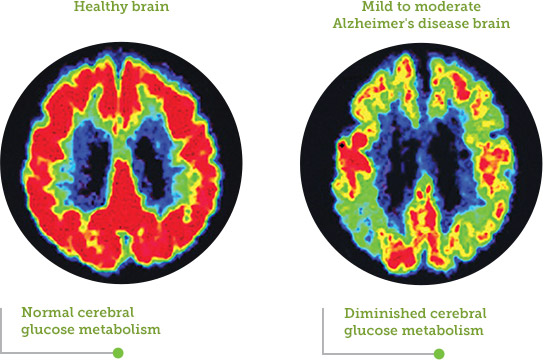 Healthy brain
Mild to moderate
Alzheimer's disease brain
Normal cerebral
glucose metabolism
Diminished cerebral
glucose metabolism